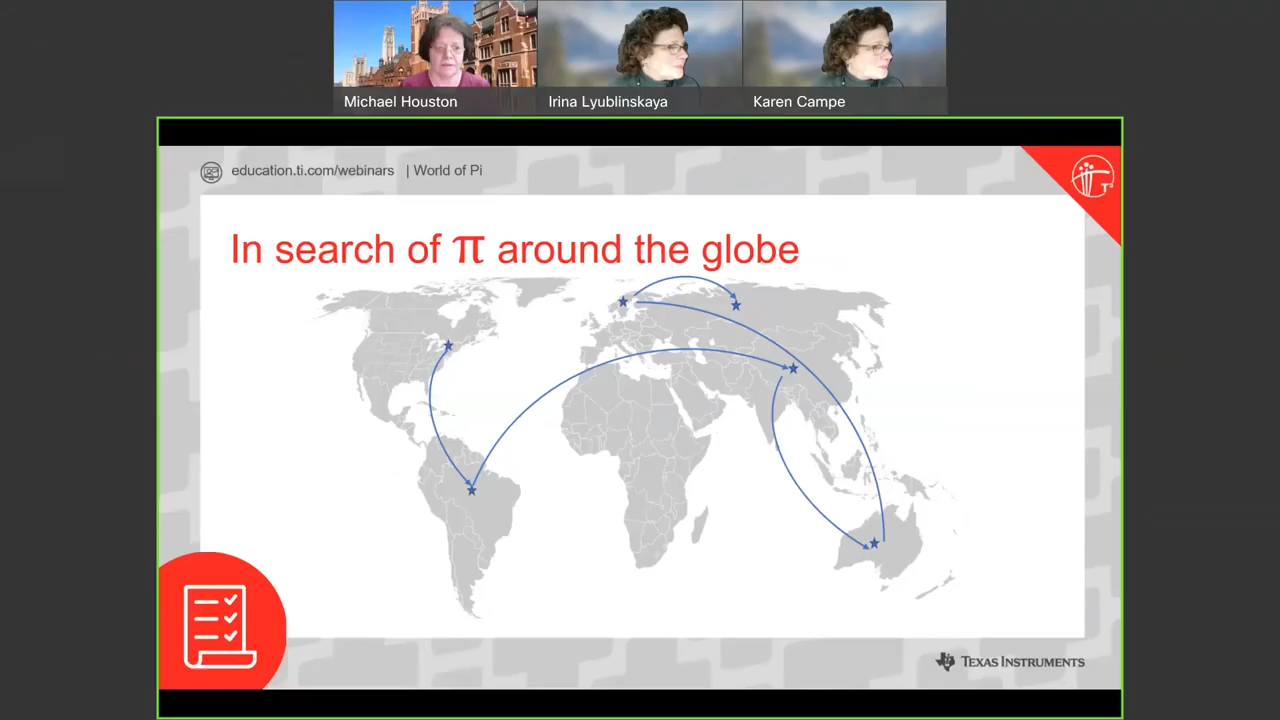 Michael Houston
Irina Lyublinskaya
Karen Campe
education.ti.com/webinars | World of Pi
In search of π around the globe
TEXAS INSTRUMENTS